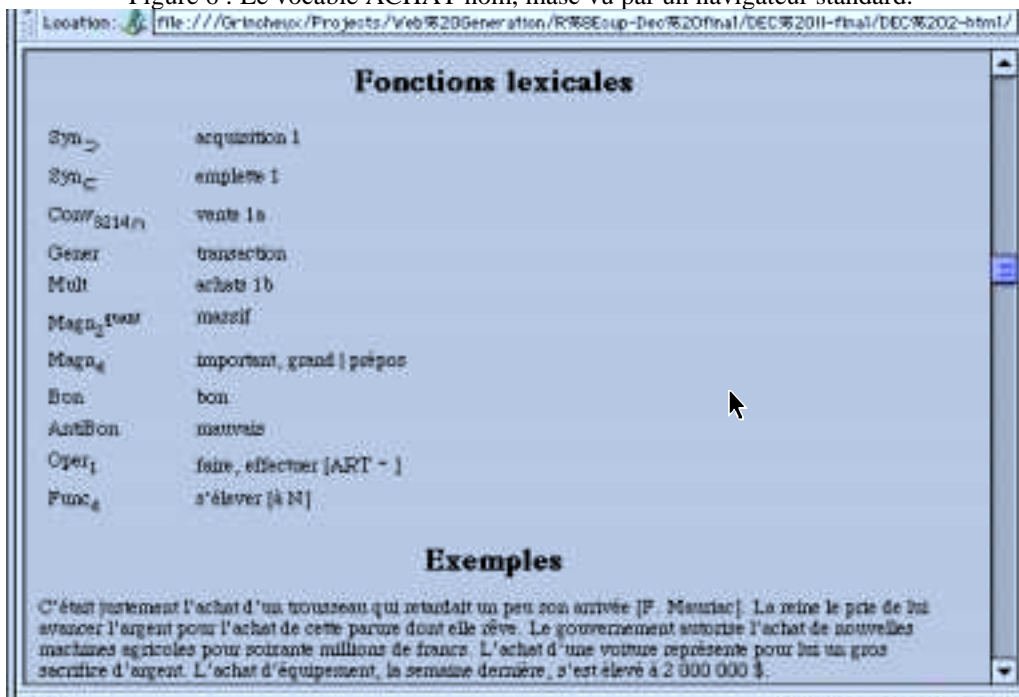 Figure 6 : Le vocable ACHAT nom, masc vu par un navigateur standard.
Location: file:///Grincheux/Projects/Web%20Generation/R%8Ecup-Dec%20final/DEC%20II-final/DEC%202-html/
Fonctions lexicales
Syn⊃ acquisition 1
Syn⊂ emplette 1
Conv3214∩ vente 1a
Gener transaction
Mult achats 1b
Magn2quant massif
Magn4 important, grand | prépos
Bon bon
AntiBon mauvais
Oper1 faire, effectuer [ART ~ ]
Func4 s'élever [à N]
Exemples
C'était justement l'achat d'un trousseau qui retardait un peu son arrivée [F. Mauriac]. La reine le prie de lui
avancer l'argent pour l'achat de cette parure dont elle rêve. Le gouvernement autorise l'achat de nouvelles
machines agricoles pour soixante millions de francs. L'achat d'une voiture représente pour lui un gros
sacrifice d'argent. L'achat d'équipement, la semaine dernière, s'est élevé à 2 000 000 $.